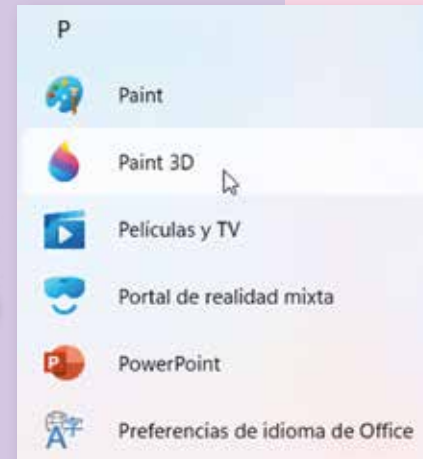 P
Paint
Paint 3D
Películas y TV
Portal de realidad mixta
PowerPoint
Preferencias de idioma de Office